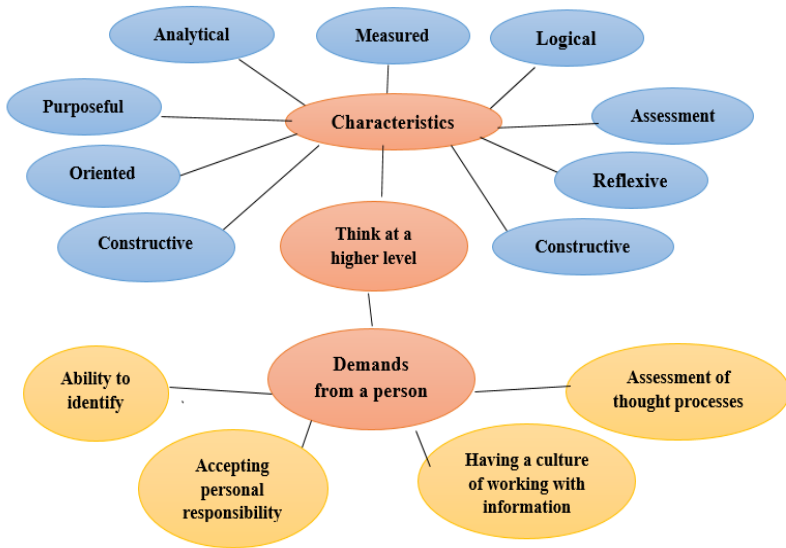 Analytical
Measured
Logical
Purposeful
Characteristics
Assessment
Oriented
Reflexive
Constructive
Think at a
higher level
Constructive
Demands
from a person
Ability to
identify
Assessment of
thought processes
Accepting
personal
responsibility
Having a culture
of working with
information